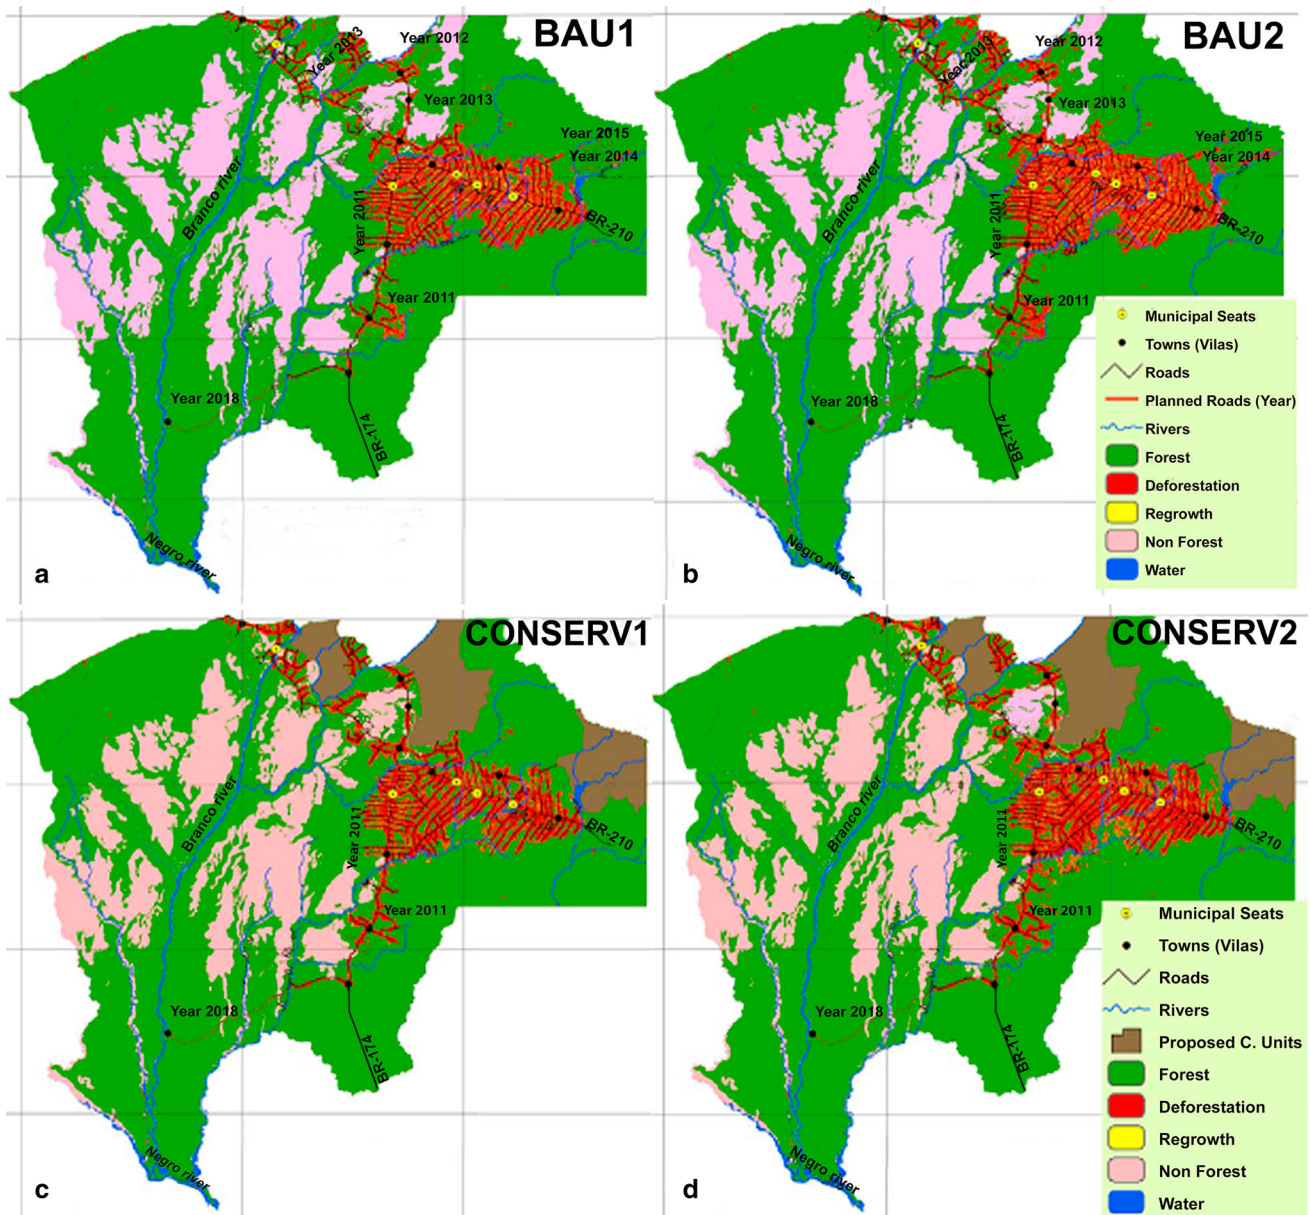 BAU1
Year 2012
Year 2013
Year 2013
Year 2015
Year 2014
Branco river
Year 2011
BR-210
Year 2011
Year 2018
BR-174
Negro river
a
BAU2
Year 2012
Year 2013
Year 2013
Year 2015
Year 2014
Branco river
Year 2011
BR-210
Year 2011
Year 2018
BR-174
Negro river
b
Municipal Seats
Towns (Vilas)
Roads
Planned Roads (Year)
Rivers
Forest
Deforestation
Regrowth
Non Forest
Water
CONSERV1
Branco river
Year 2011
BR-210
Year 2011
Year 2018
BR-174
Negro river
c
CONSERV2
Branco river
Year 2011
BR-210
Year 2011
Year 2018
BR-174
Negro river
d
Municipal Seats
Towns (Vilas)
Roads
Rivers
Proposed C. Units
Forest
Deforestation
Regrowth
Non Forest
Water